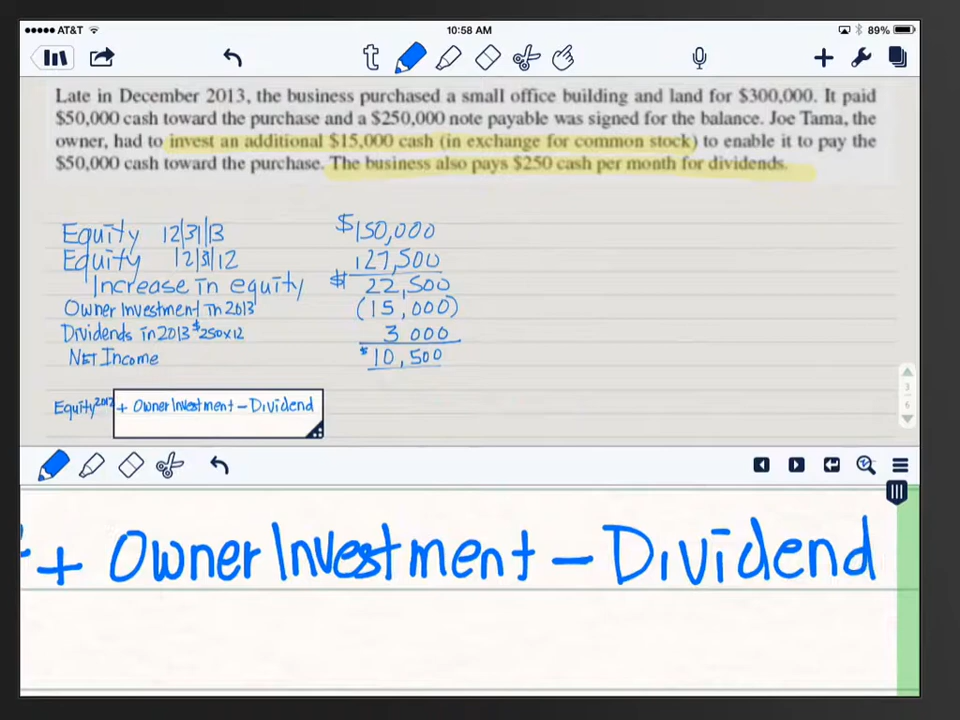 AT&T 10:58 AM 89%
t
Late in December 2013, the business purchased a small office building and land for $300,000. It paid
$50,000 cash toward the purchase and a $250,000 note payable was signed for the balance. Joe Tama, the
owner, had to invest an additional $15,000 cash (in exchange for common stock) to enable it to pay the
$50,000 cash toward the purchase. The business also pays $250 cash per month for dividends.
Equity 12|31|13 $150,000
Equity 12|31|12 127,500
Increase in equity $ 22,500
Owner Investment in 2013 (15,000)
Dividends in 2013 $250x12 3 000
NET Income $10,500
3
6
Equity 2012 + Owner Investment - Dividend
+ Owner Investment - Dividend